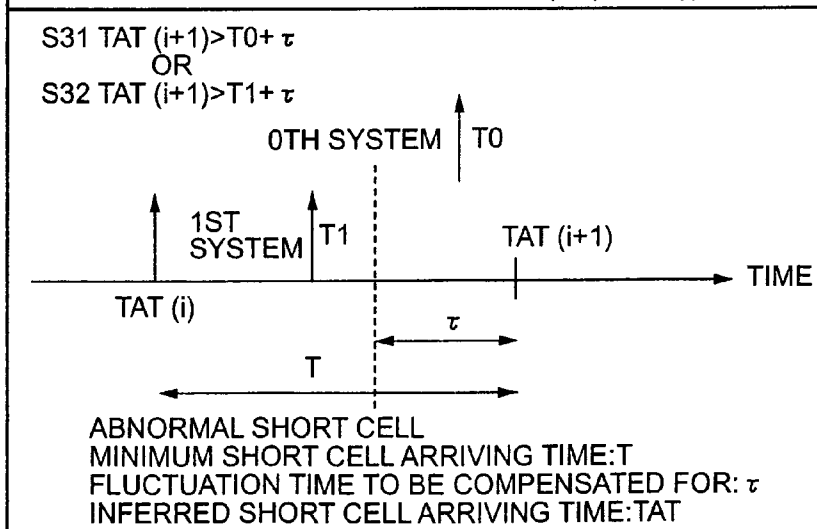 S31 TAT (i+1)>T0+ τ
OR
S32 TAT (i+1)>T1+ τ
0TH SYSTEM T0
1ST
SYSTEM
T1
TAT (i+1)
TIME
TAT (i)
τ
T
ABNORMAL SHORT CELL
MINIMUM SHORT CELL ARRIVING TIME:T
FLUCTUATION TIME TO BE COMPENSATED FOR: τ
INFERRED SHORT CELL ARRIVING TIME:TAT